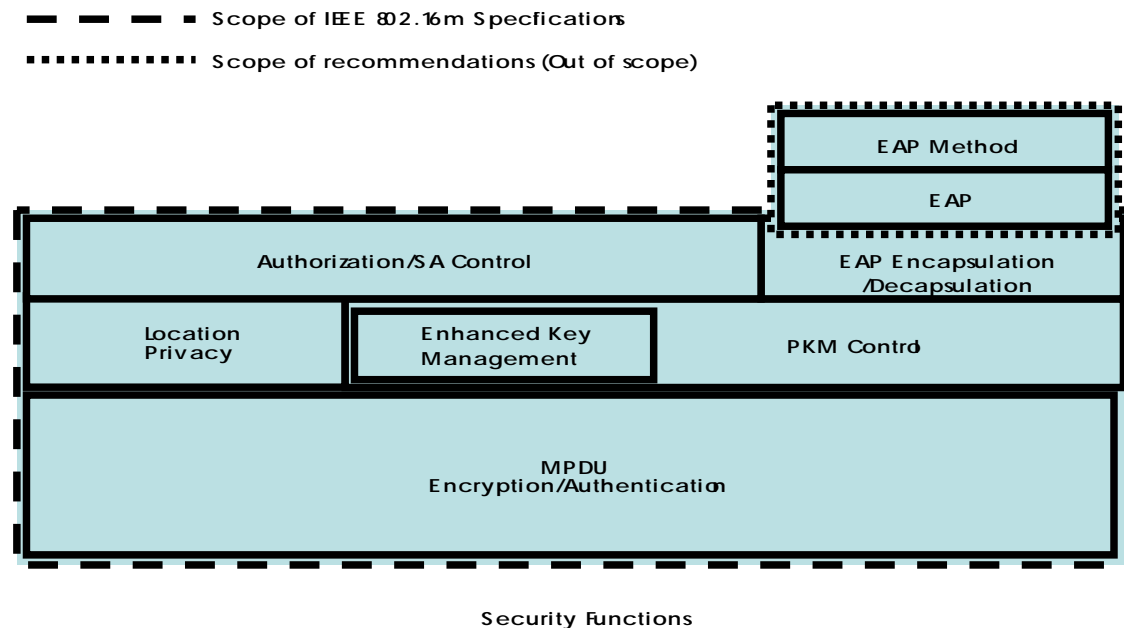 Scope of IEEE 802.16m Specfications
Scope of recommendations (Out of scope)
EAP Method
EAP
Authorization/SA Control
EAP Encapsulation
/Decapsulation
Location
Privacy
Enhanced Key
Management
PKM Control
MPDU
Encryption/Authentication
Security Functions